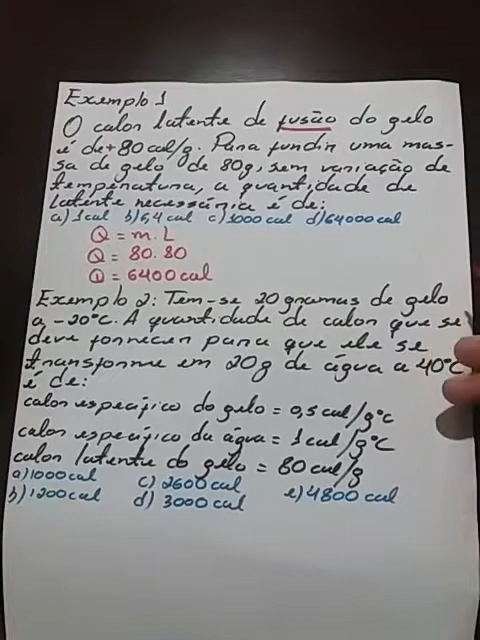 Exemplo 1
O calor latente de fusão do gelo
é de +80 cal/g. Para fundir uma mas-
sa de gelo de 80g, sem variação de
temperatura, a quantidade de
latente necessária é de:
a) 1 cal b) 6,4 cal c) 1000 cal d) 64000 cal
Q = m.L
Q = 80.80
Q = 6400 cal
Exemplo 2: Tem-se 20 gramas de gelo
a -20°C. A quantidade de calor que se
deve fornecer para que ele se
transforme em 20g de água a 40°C
é de:
calor específico do gelo = 0,5 cal/g°C
calor específico da água = 1 cal/g°C
calor latente do gelo = 80 cal/g
a) 1000 cal c) 2600 cal
b) 1200 cal d) 3000 cal e) 4800 cal